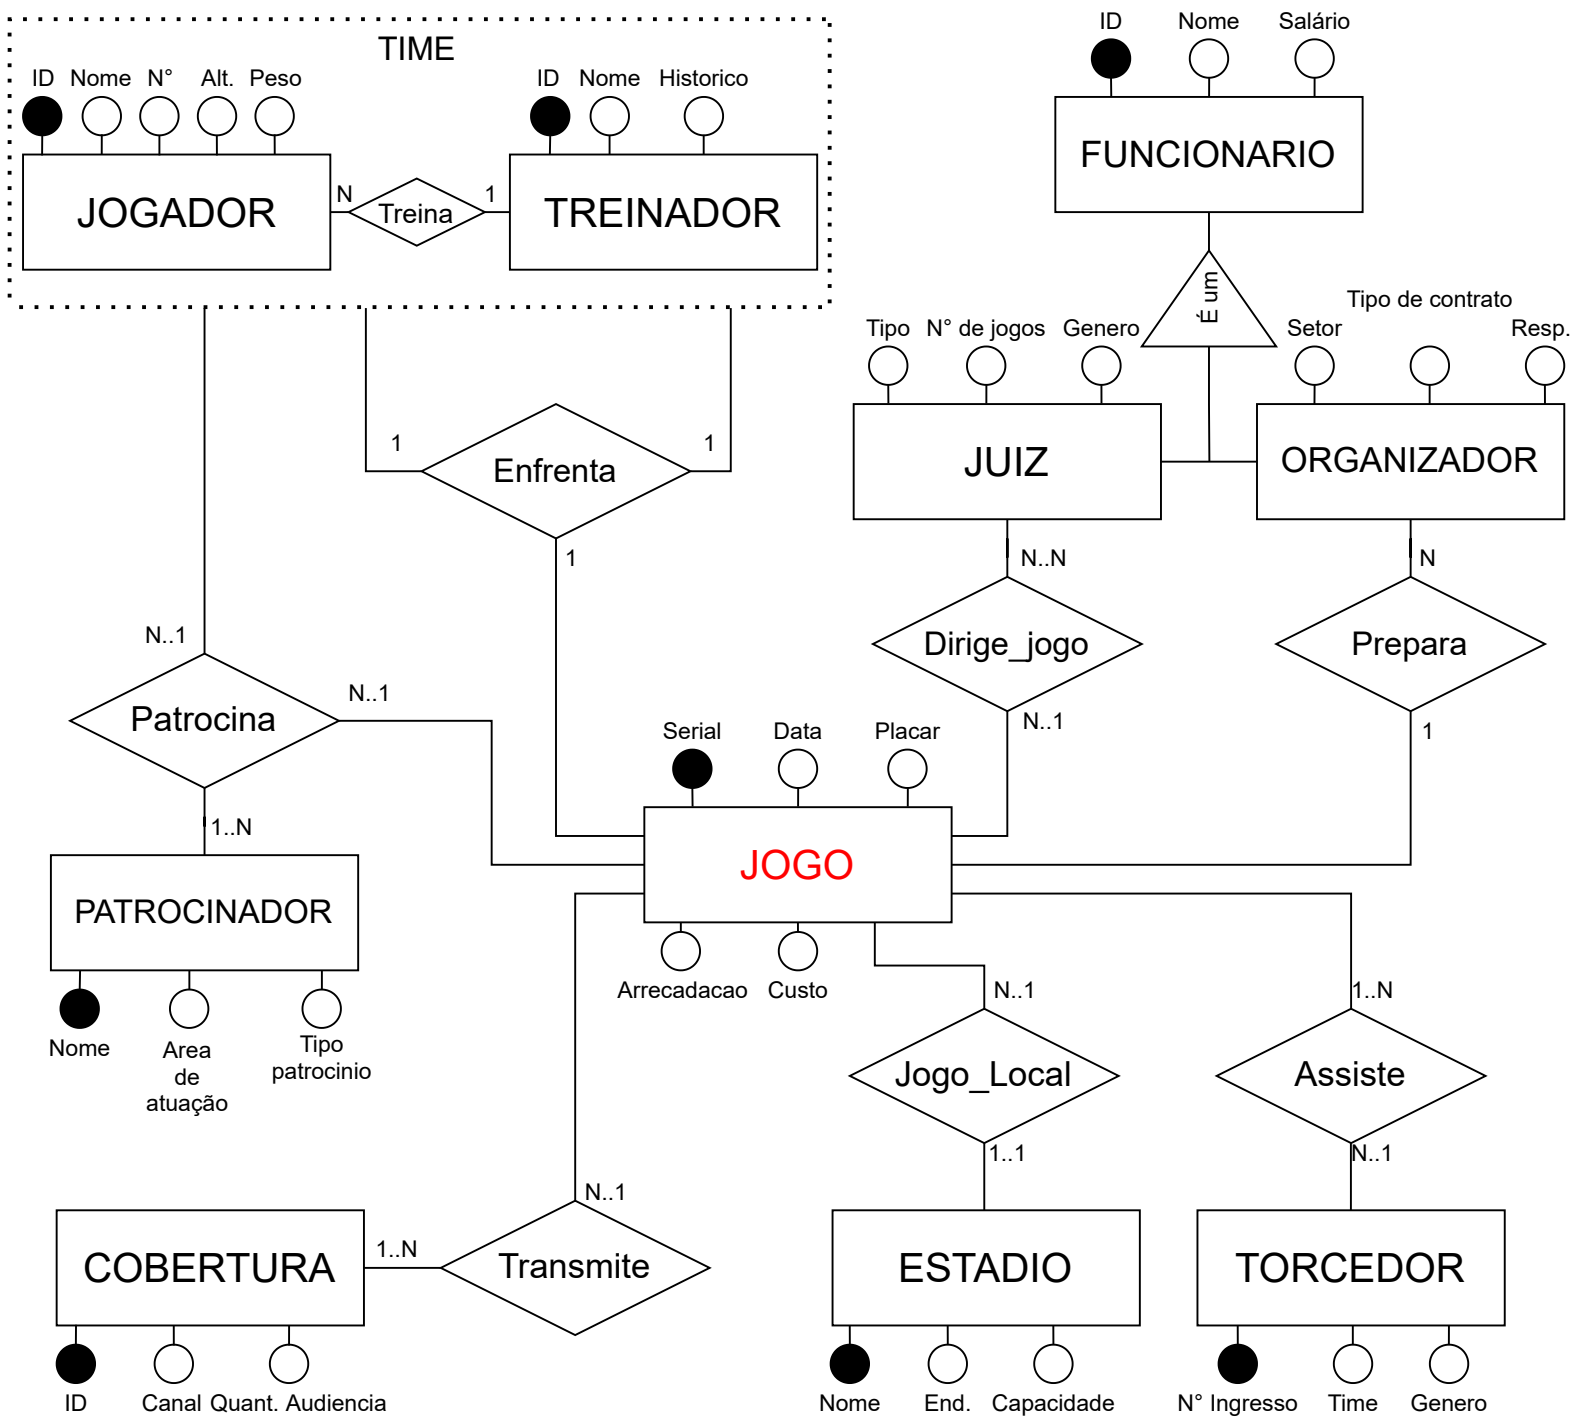 TIME
ID Nome N° Alt. Peso
JOGADOR
N
Treina
1
ID Nome Historico
TREINADOR
ID Nome Salário
FUNCIONARIO
É um
Tipo N° de jogos Genero
JUIZ
Setor
Tipo de contrato
Resp.
ORGANIZADOR
1
Enfrenta
1
1
N..N
Dirige_jogo
N..1
N
Prepara
1
N..1
Patrocina
N..1
1..N
PATROCINADOR
Nome
Area
de
atuação
Tipo
patrocinio
Serial Data Placar
JOGO
Arrecadacao Custo
N..1
Jogo_Local
1..1
1..N
Assiste
N..1
N..1
Transmite
1..N
COBERTURA
ID Canal Quant. Audiencia
ESTADIO
Nome End. Capacidade
TORCEDOR
N° Ingresso Time Genero